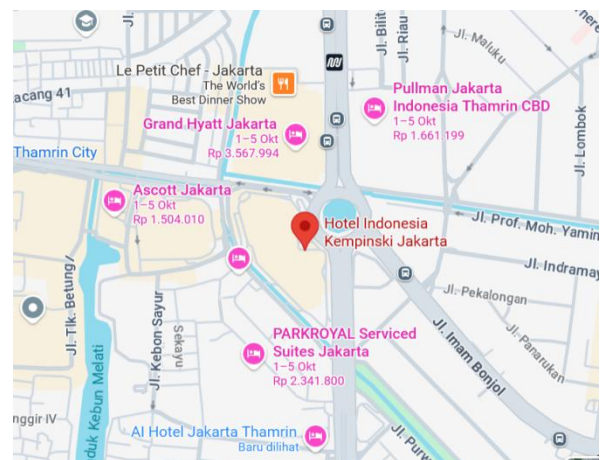 Jl.
Jl. Bilit
Jl. Riau
Jl. Maluku
here
acang 41
Le Petit Chef - Jakarta
The World's
Best Dinner Show
Pullman Jakarta
Indonesia Thamrin CBD
1–5 Okt
Rp 1.661.199
Jl. Lombok
Grand Hyatt Jakarta
1–5 Okt
Rp 3.567.994
Thamrin City
Ascott Jakarta
1–5 Okt
Rp 1.504.010
Hotel Indonesia
Kempinski Jakarta
Jl. Prof. Moh. Yamin
Jl. Indramay
Jl. Tlk. Betung
Jl. Kebon Sayur
Sekayu
Jl. Pekalongan
Jl. Panarukan
Jl. Imam Bonjol
PARKROYAL Serviced
Suites Jakarta
1–5 Okt
Rp 2.341.800
duk Kebun Melati
nggir IV
Al Hotel Jakarta Thamrin
Baru dilihat
Jl. Purw